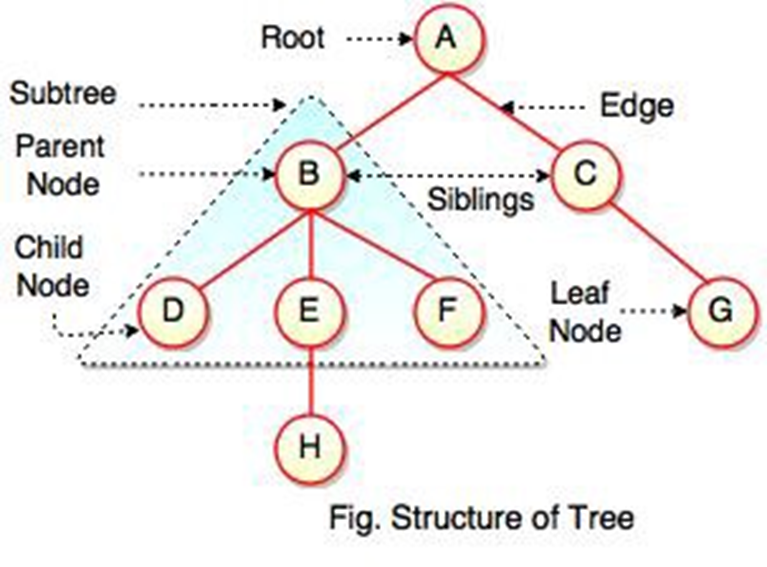 Root
A
Subtree
Edge
Parent
Node
B
C
Siblings
Child
Node
D
E
F
Leaf
Node
G
H
Fig. Structure of Tree